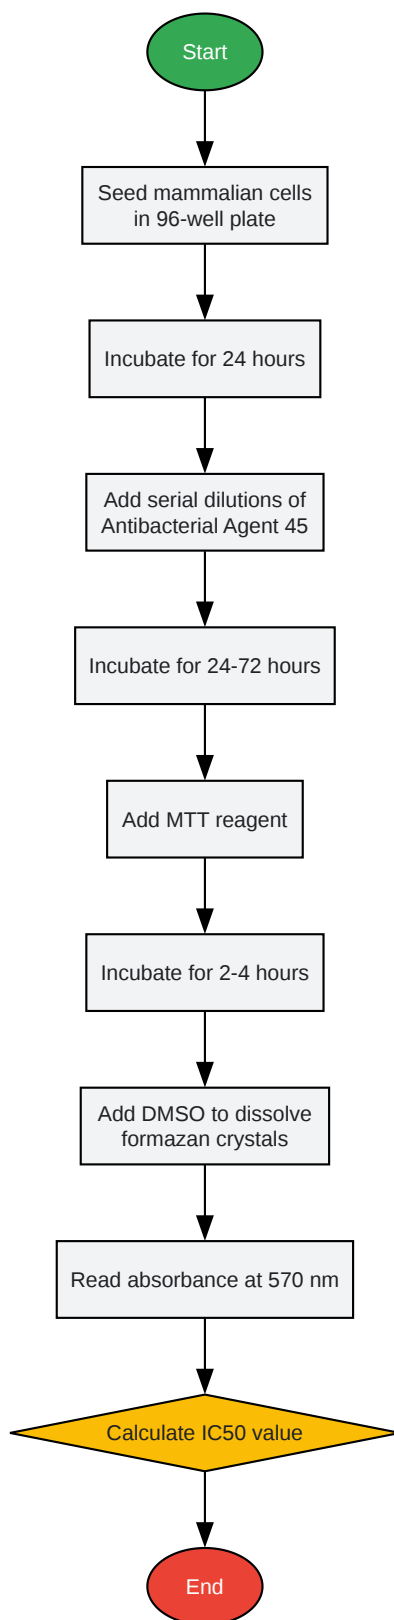 Start
Seed mammalian cells
in 96-well plate
Incubate for 24 hours
Add serial dilutions of
Antibacterial Agent 45
Incubate for 24-72 hours
Add MTT reagent
Incubate for 2-4 hours
Add DMSO to dissolve
formazan crystals
Read absorbance at 570 nm
Calculate IC50 value
End